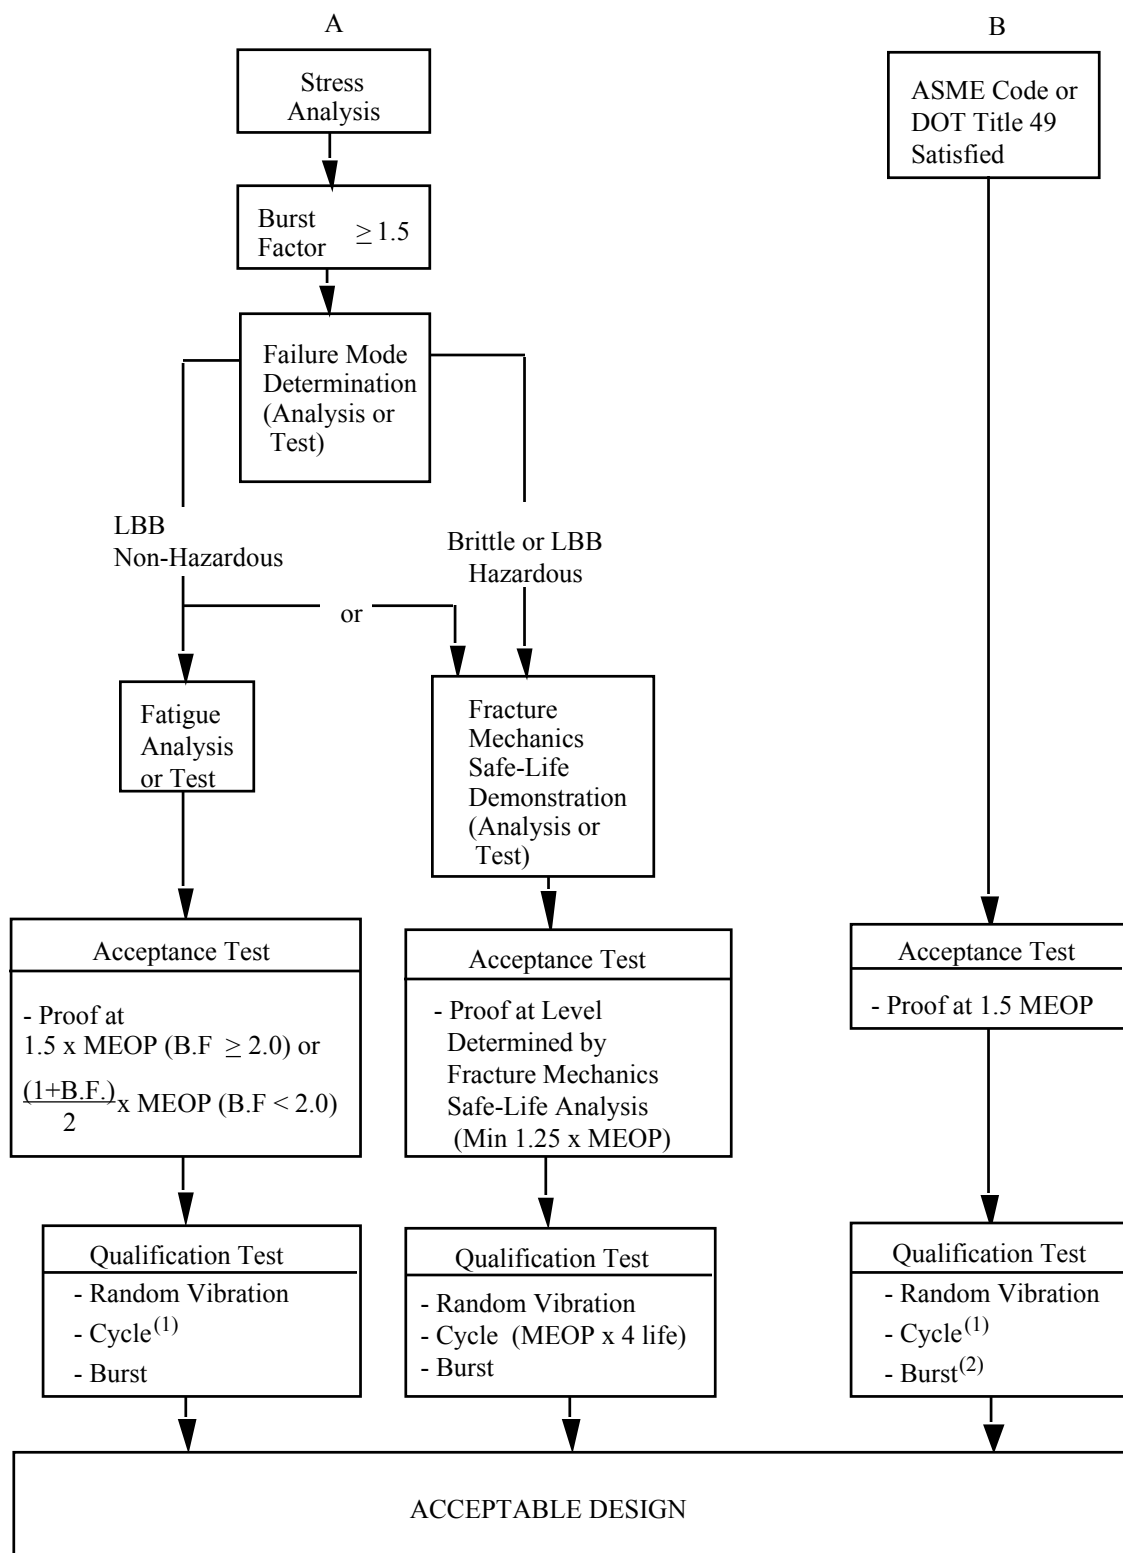 A
Stress
Analysis
Burst
Factor ≥ 1.5
Failure Mode
Determination
(Analysis or
Test)
LBB
Non-Hazardous
Brittle or LBB
Hazardous
or
Fatigue
Analysis
or Test
Fracture
Mechanics
Safe-Life
Demonstration
(Analysis or
Test)
Acceptance Test
- Proof at
1.5 x MEOP (B.F ≥ 2.0) or
(1+B.F.)
2
x MEOP (B.F < 2.0)
Acceptance Test
- Proof at Level
Determined by
Fracture Mechanics
Safe-Life Analysis
(Min 1.25 x MEOP)
Qualification Test
- Random Vibration
- Cycle(1)
- Burst
Qualification Test
- Random Vibration
- Cycle (MEOP x 4 life)
- Burst
B
ASME Code or
DOT Title 49
Satisfied
Acceptance Test
- Proof at 1.5 MEOP
Qualification Test
- Random Vibration
- Cycle(1)
- Burst(2)
ACCEPTABLE DESIGN